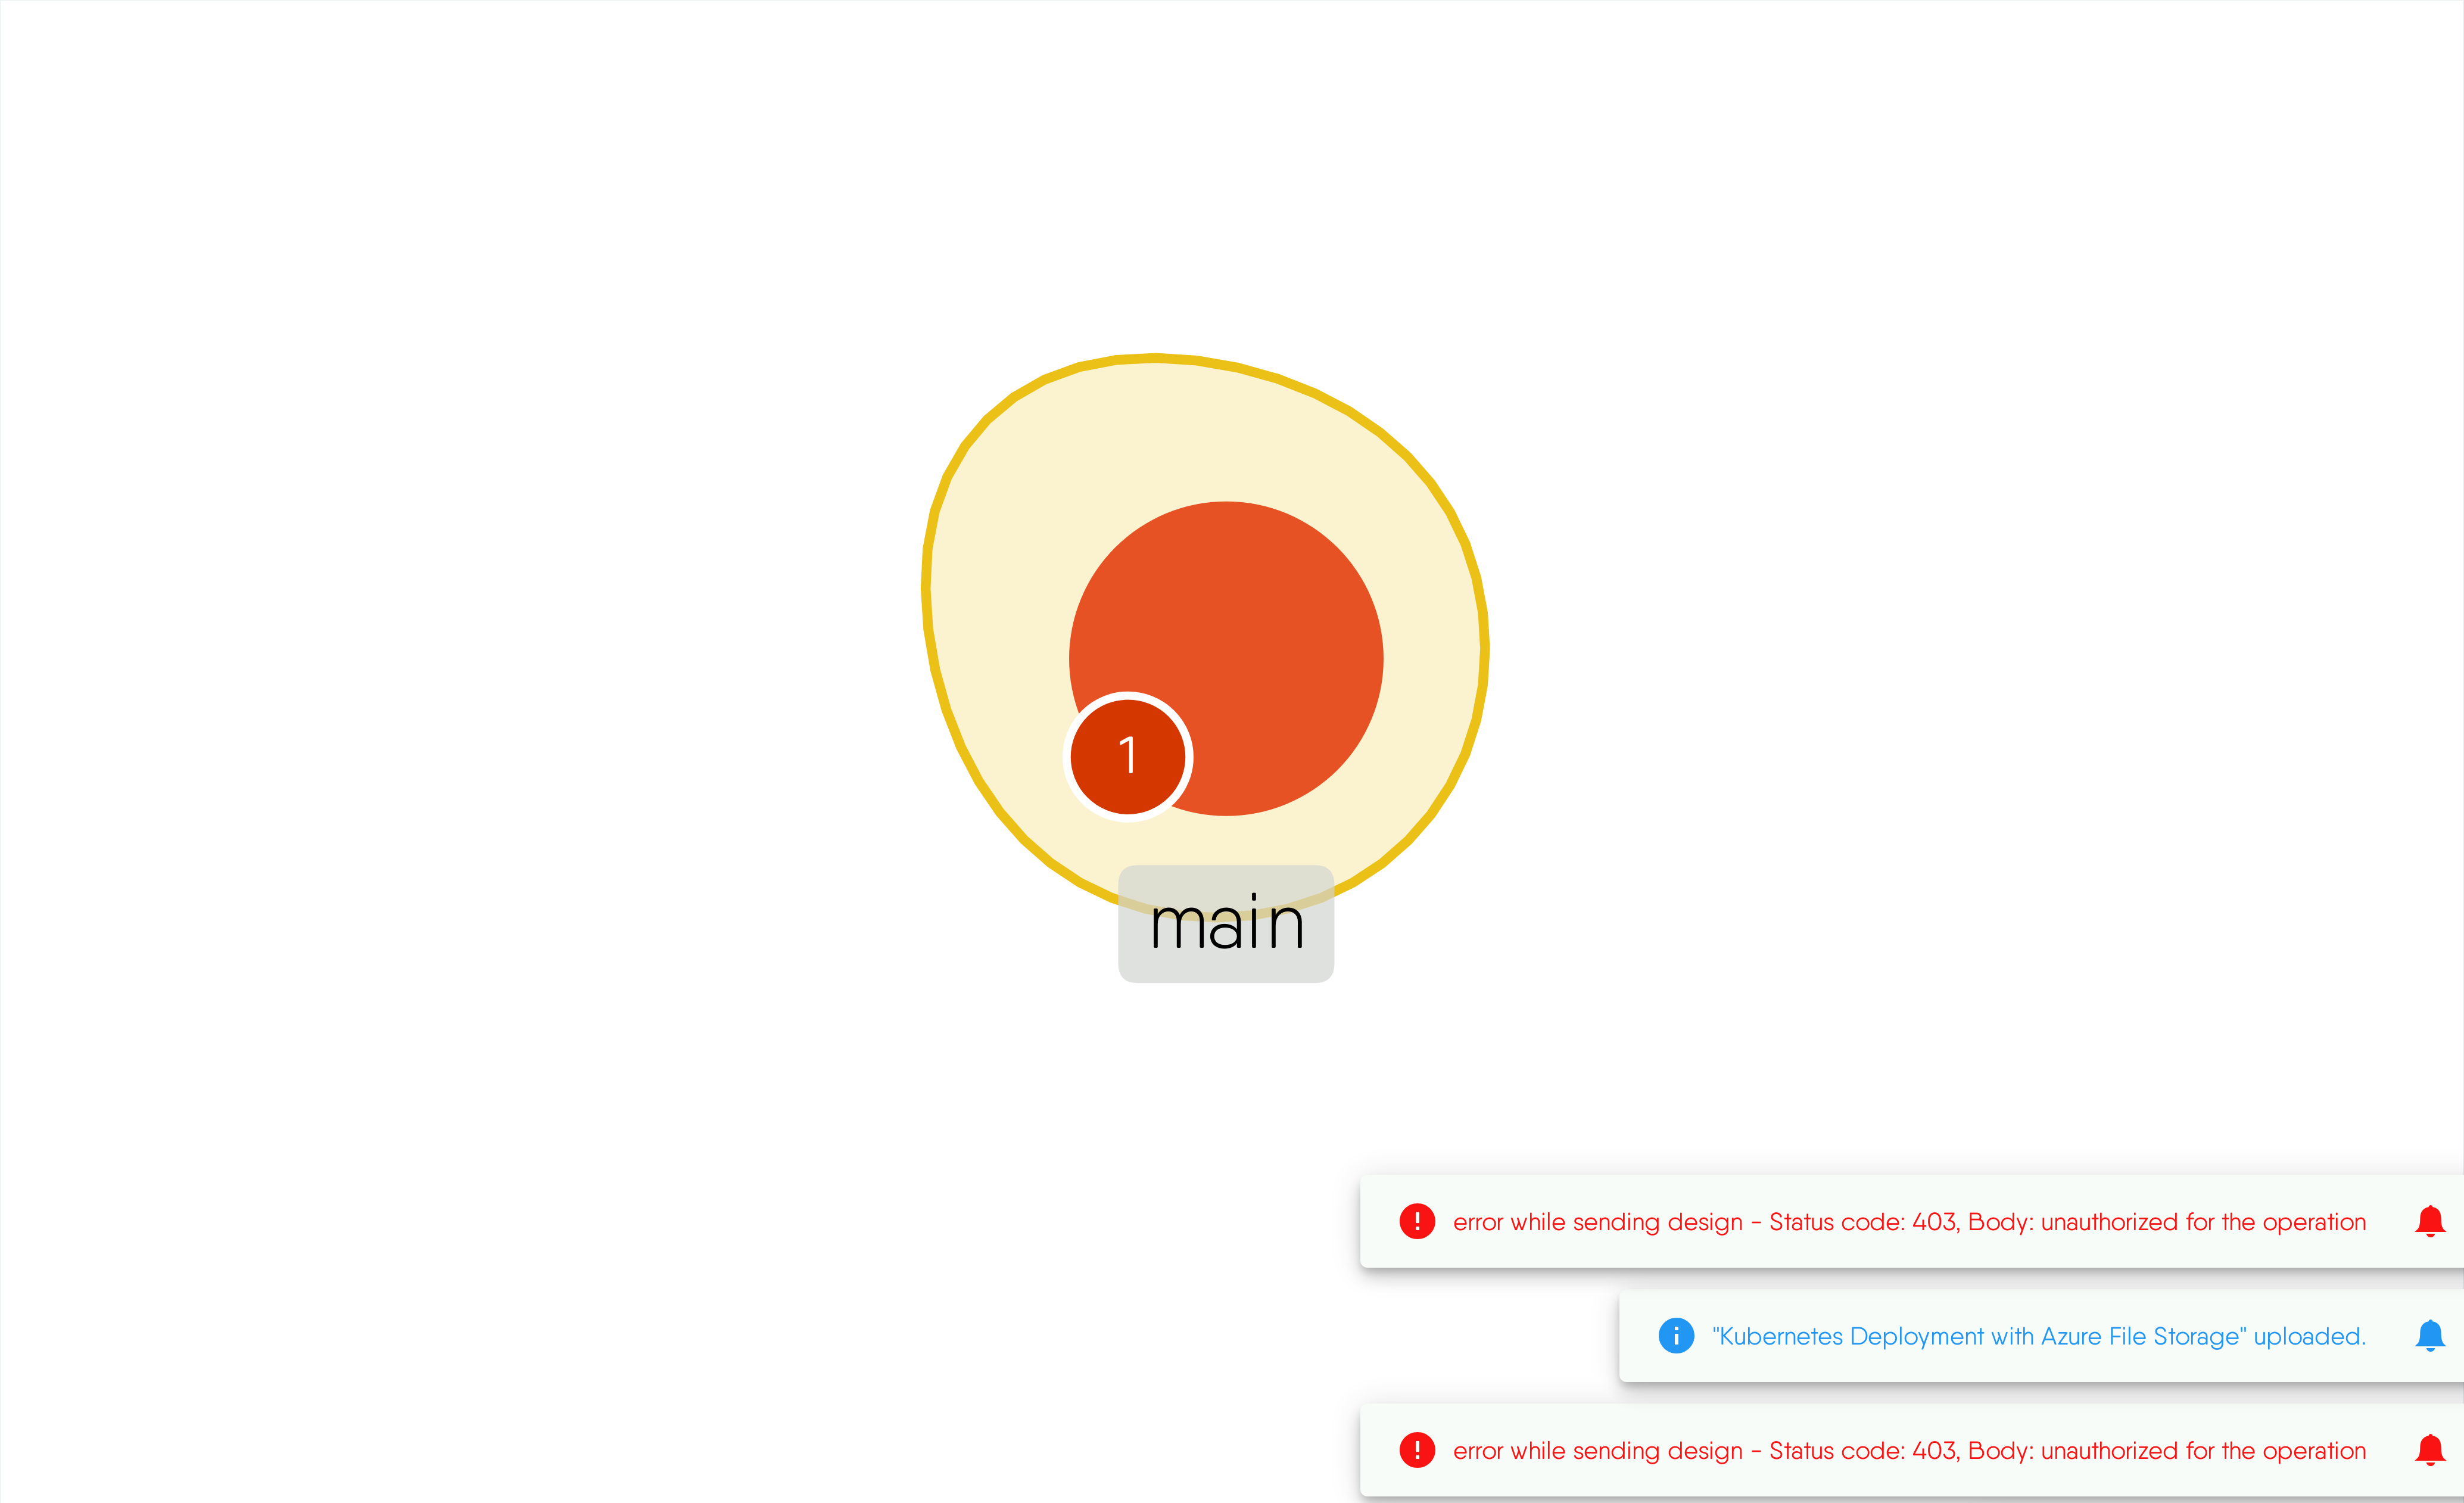 1
main
error while sending design - Status code: 403, Body: unauthorized for the operation
"Kubernetes Deployment with Azure File Storage" uploaded.
error while sending design - Status code: 403, Body: unauthorized for the operation